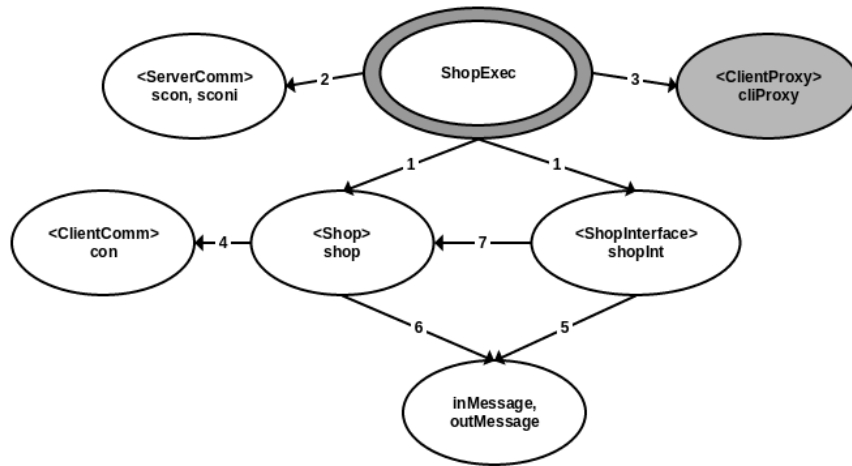 ShopExec
<ServerComm>
scon, sconi
2
3
<ClientProxy>
cliProxy
1
1
<ClientComm>
con
4
<Shop>
shop
7
<ShopInterface>
shopInt
6
5
inMessage,
outMessage